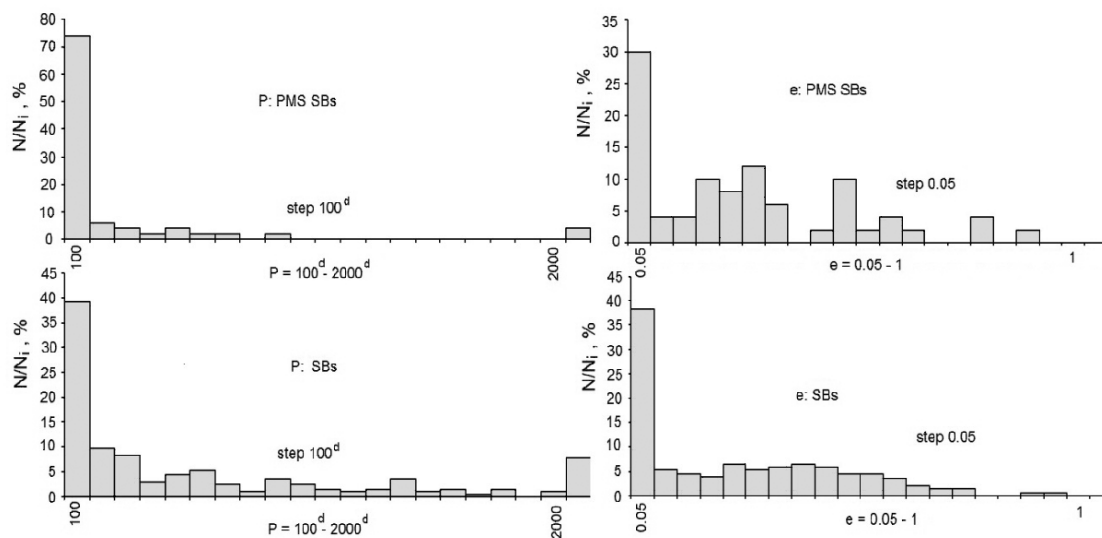 80
70
60
50
40
30
20
10
0
N/Nᵢ , %
P: PMS SBs
step 100ᵈ
100
2000
P = 100ᵈ - 2000ᵈ
35
30
25
20
15
10
5
0
N/Nᵢ , %
e: PMS SBs
step 0.05
0.05
1
e = 0.05 - 1
45
40
35
30
25
20
15
10
5
0
N/Nᵢ , %
P: SBs
step 100ᵈ
100
2000
P = 100ᵈ - 2000ᵈ
45
40
35
30
25
20
15
10
5
0
N/Nᵢ , %
e: SBs
step 0.05
0.05
1
e = 0.05 - 1